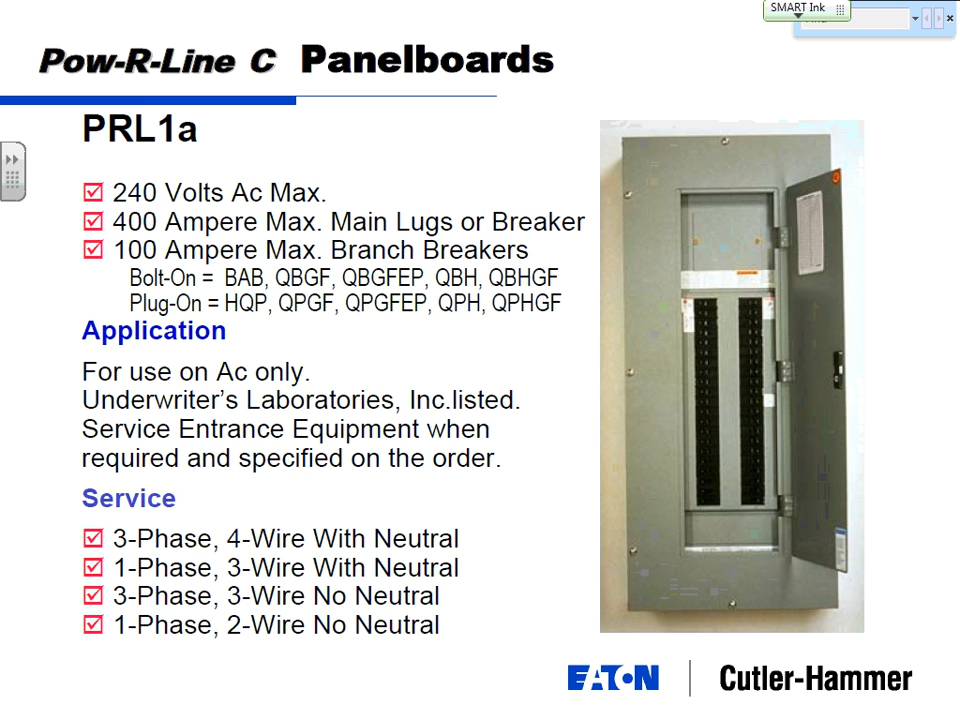 SMART Ink
Pow-R-Line C Panelboards
PRL1a
240 Volts Ac Max.
400 Ampere Max. Main Lugs or Breaker
100 Ampere Max. Branch Breakers
Bolt-On = BAB, QBGF, QBGFEP, QBH, QBHGF
Plug-On = HQP, QPGF, QPGFEP, QPH, QPHGF
Application
For use on Ac only.
Underwriter's Laboratories, Inc.listed.
Service Entrance Equipment when
required and specified on the order.
Service
3-Phase, 4-Wire With Neutral
1-Phase, 3-Wire With Neutral
3-Phase, 3-Wire No Neutral
1-Phase, 2-Wire No Neutral
EATON | Cutler-Hammer